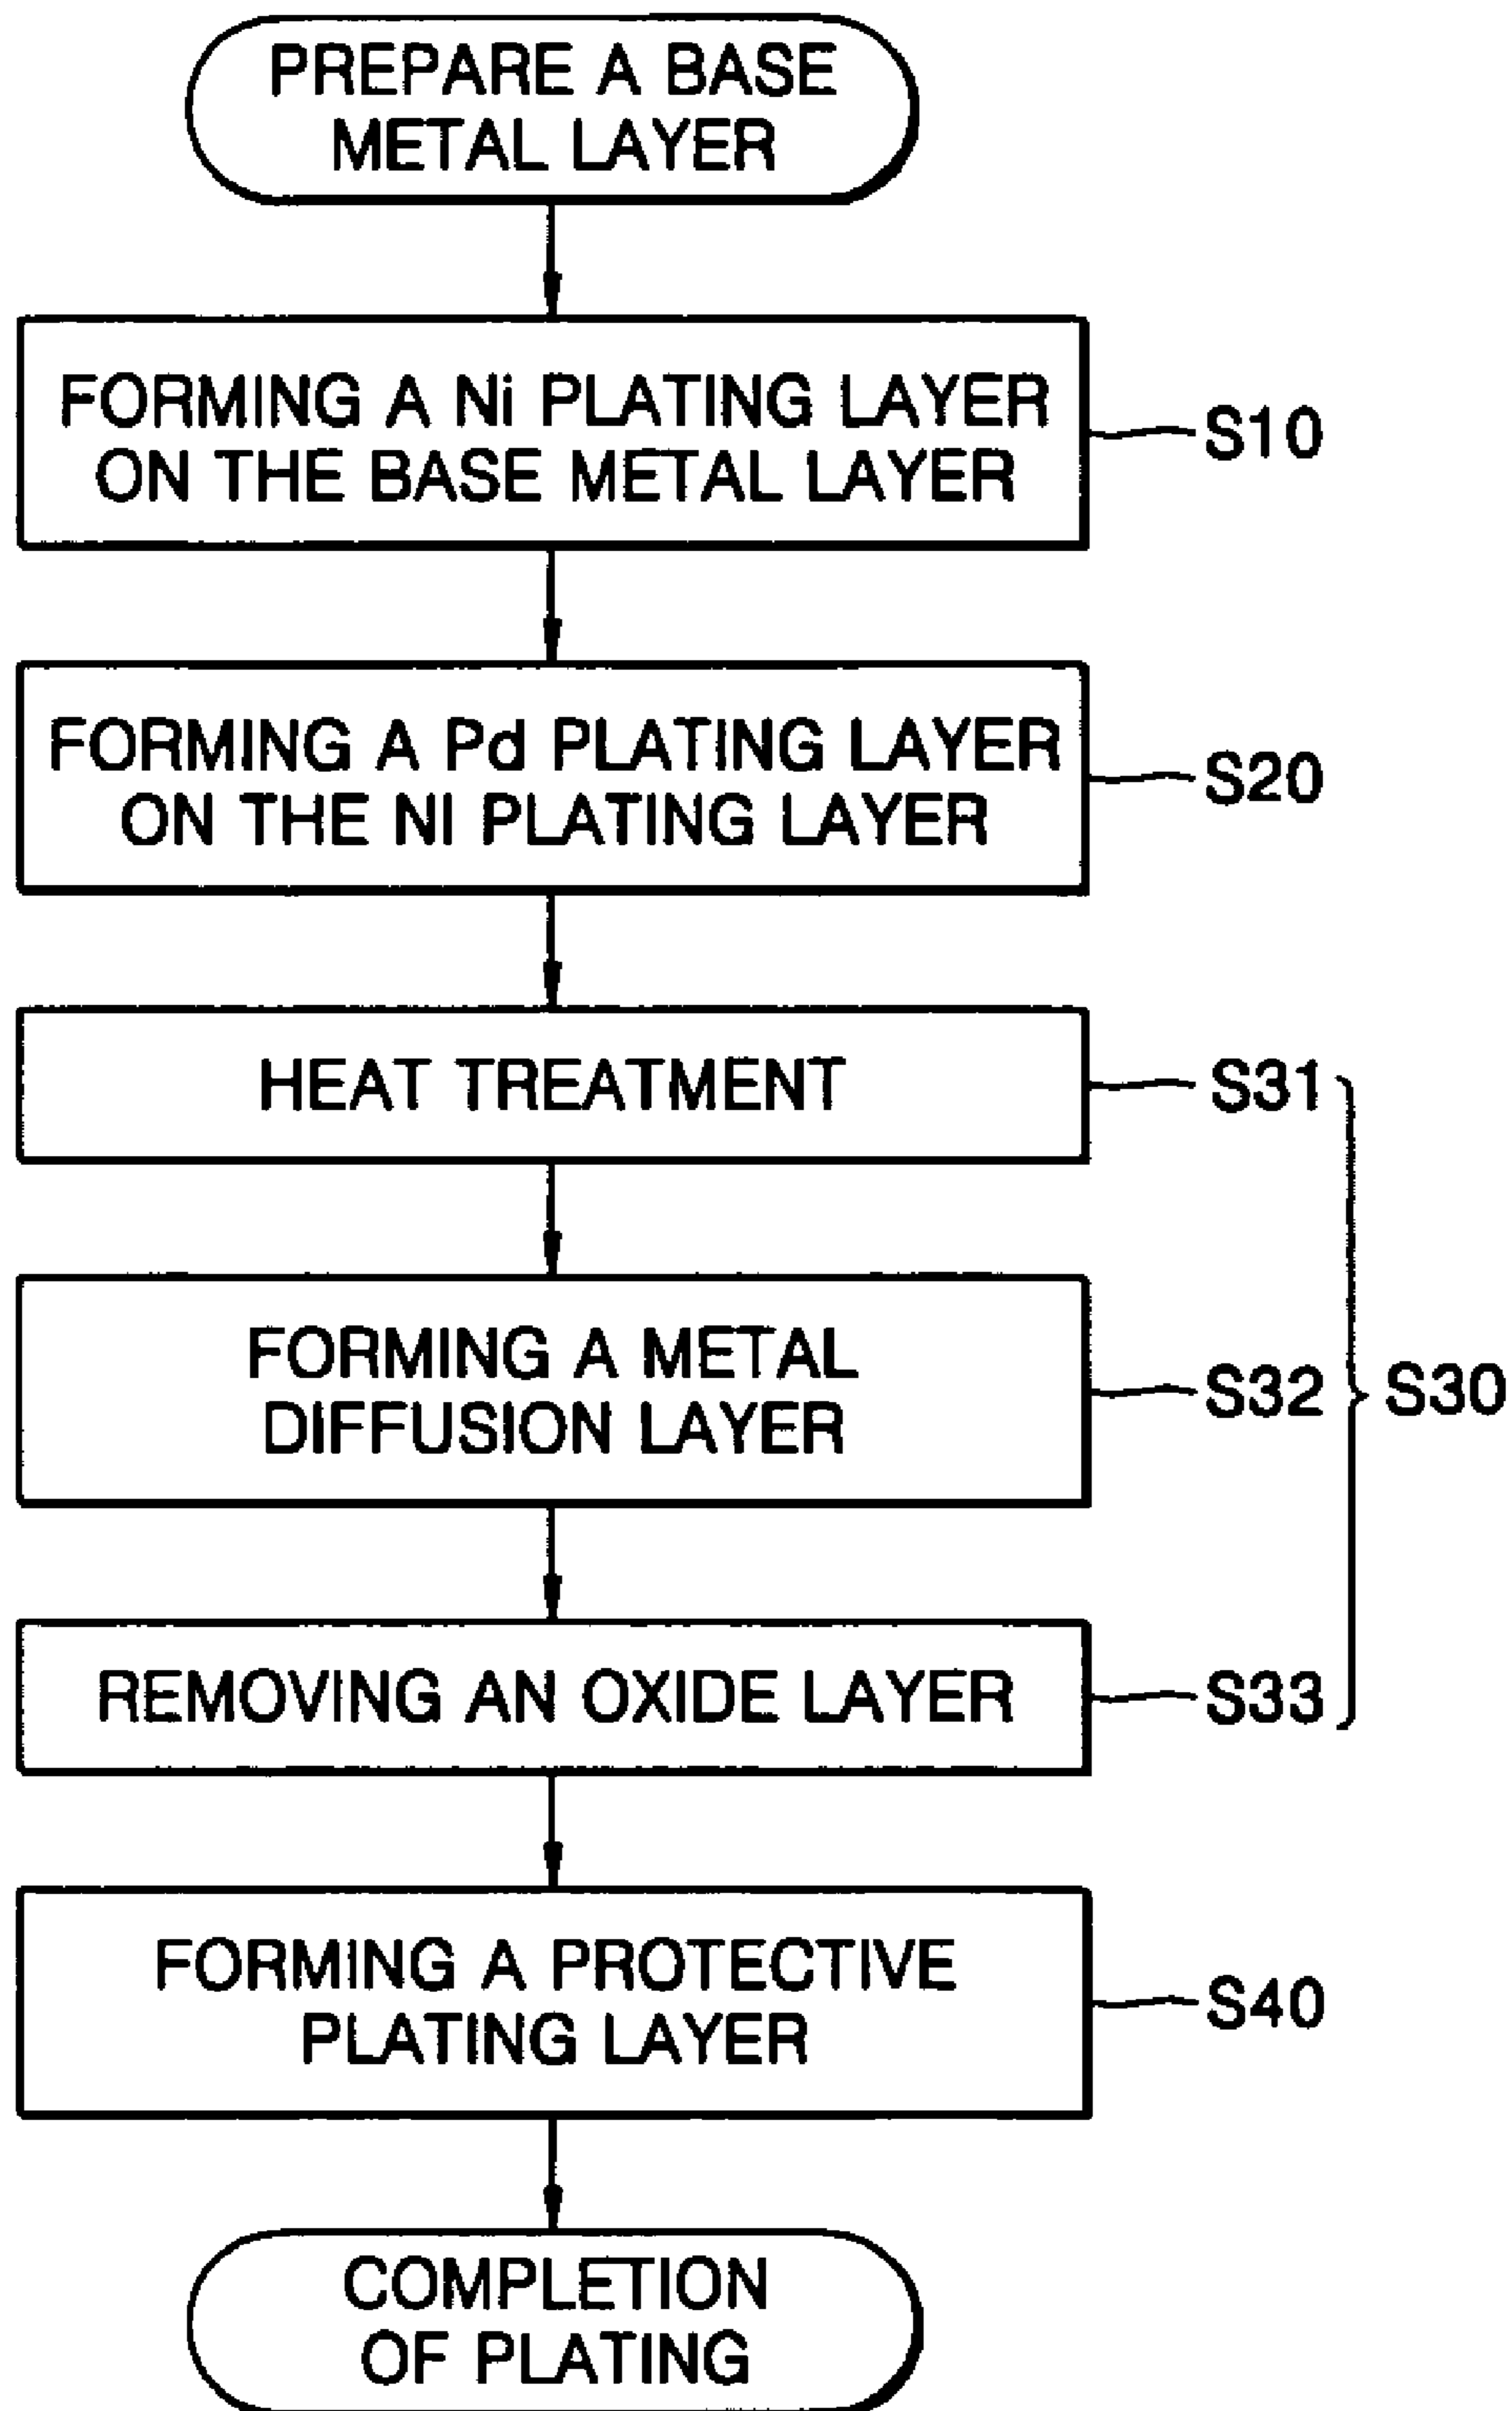 PREPARE A BASE
METAL LAYER
FORMING A Ni PLATING LAYER
ON THE BASE METAL LAYER
S10
FORMING A Pd PLATING LAYER
ON THE NI PLATING LAYER
S20
HEAT TREATMENT
S31
FORMING A METAL
DIFFUSION LAYER
S32
S30
REMOVING AN OXIDE LAYER
S33
FORMING A PROTECTIVE
PLATING LAYER
S40
COMPLETION
OF PLATING